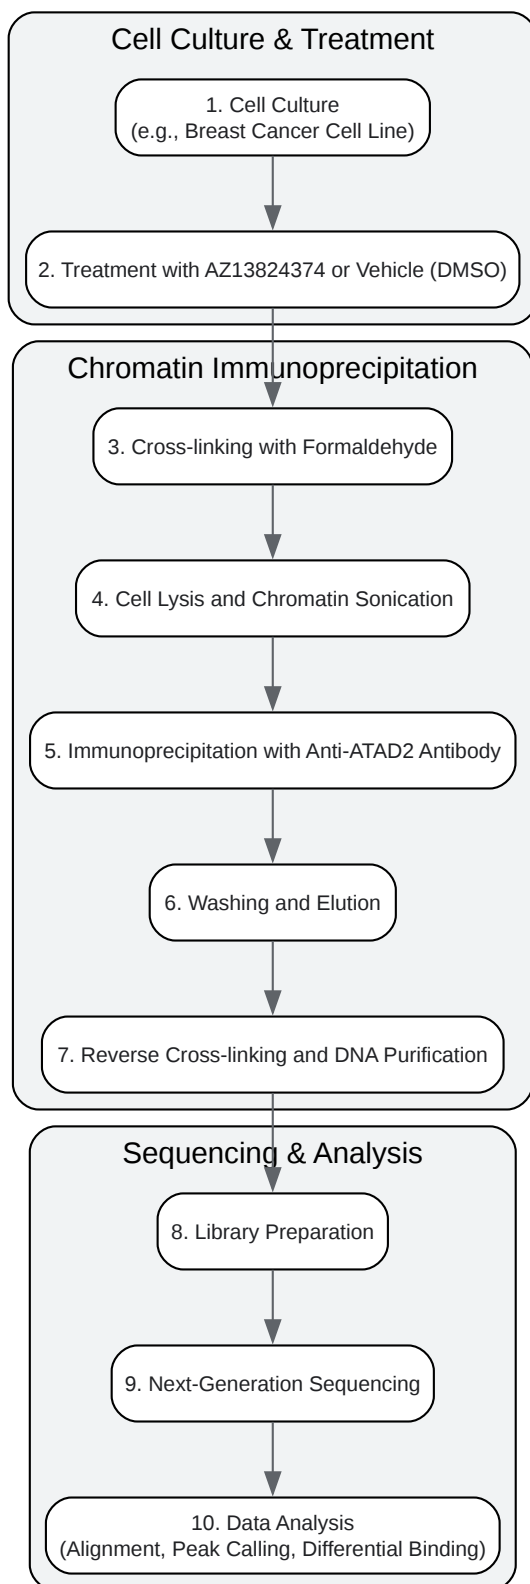 Cell Culture & Treatment
1. Cell Culture
(e.g., Breast Cancer Cell Line)
2. Treatment with AZ13824374 or Vehicle (DMSO)
Chromatin Immunoprecipitation
3. Cross-linking with Formaldehyde
4. Cell Lysis and Chromatin Sonication
5. Immunoprecipitation with Anti-ATAD2 Antibody
6. Washing and Elution
7. Reverse Cross-linking and DNA Purification
Sequencing & Analysis
8. Library Preparation
9. Next-Generation Sequencing
10. Data Analysis
(Alignment, Peak Calling, Differential Binding)